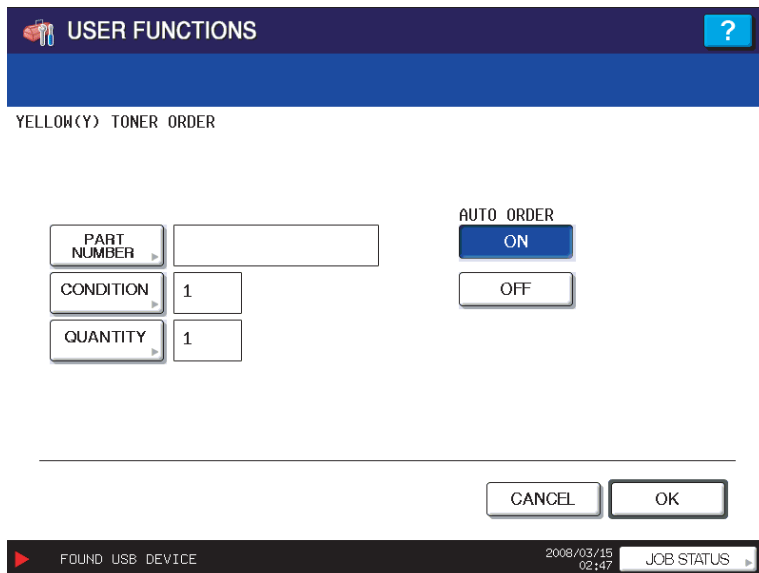 USER FUNCTIONS
?
YELLOW(Y) TONER ORDER
AUTO ORDER
PART
NUMBER
ON
CONDITION
1
OFF
QUANTITY
1
CANCEL
OK
FOUND USB DEVICE
2008/03/15
02:47
JOB STATUS